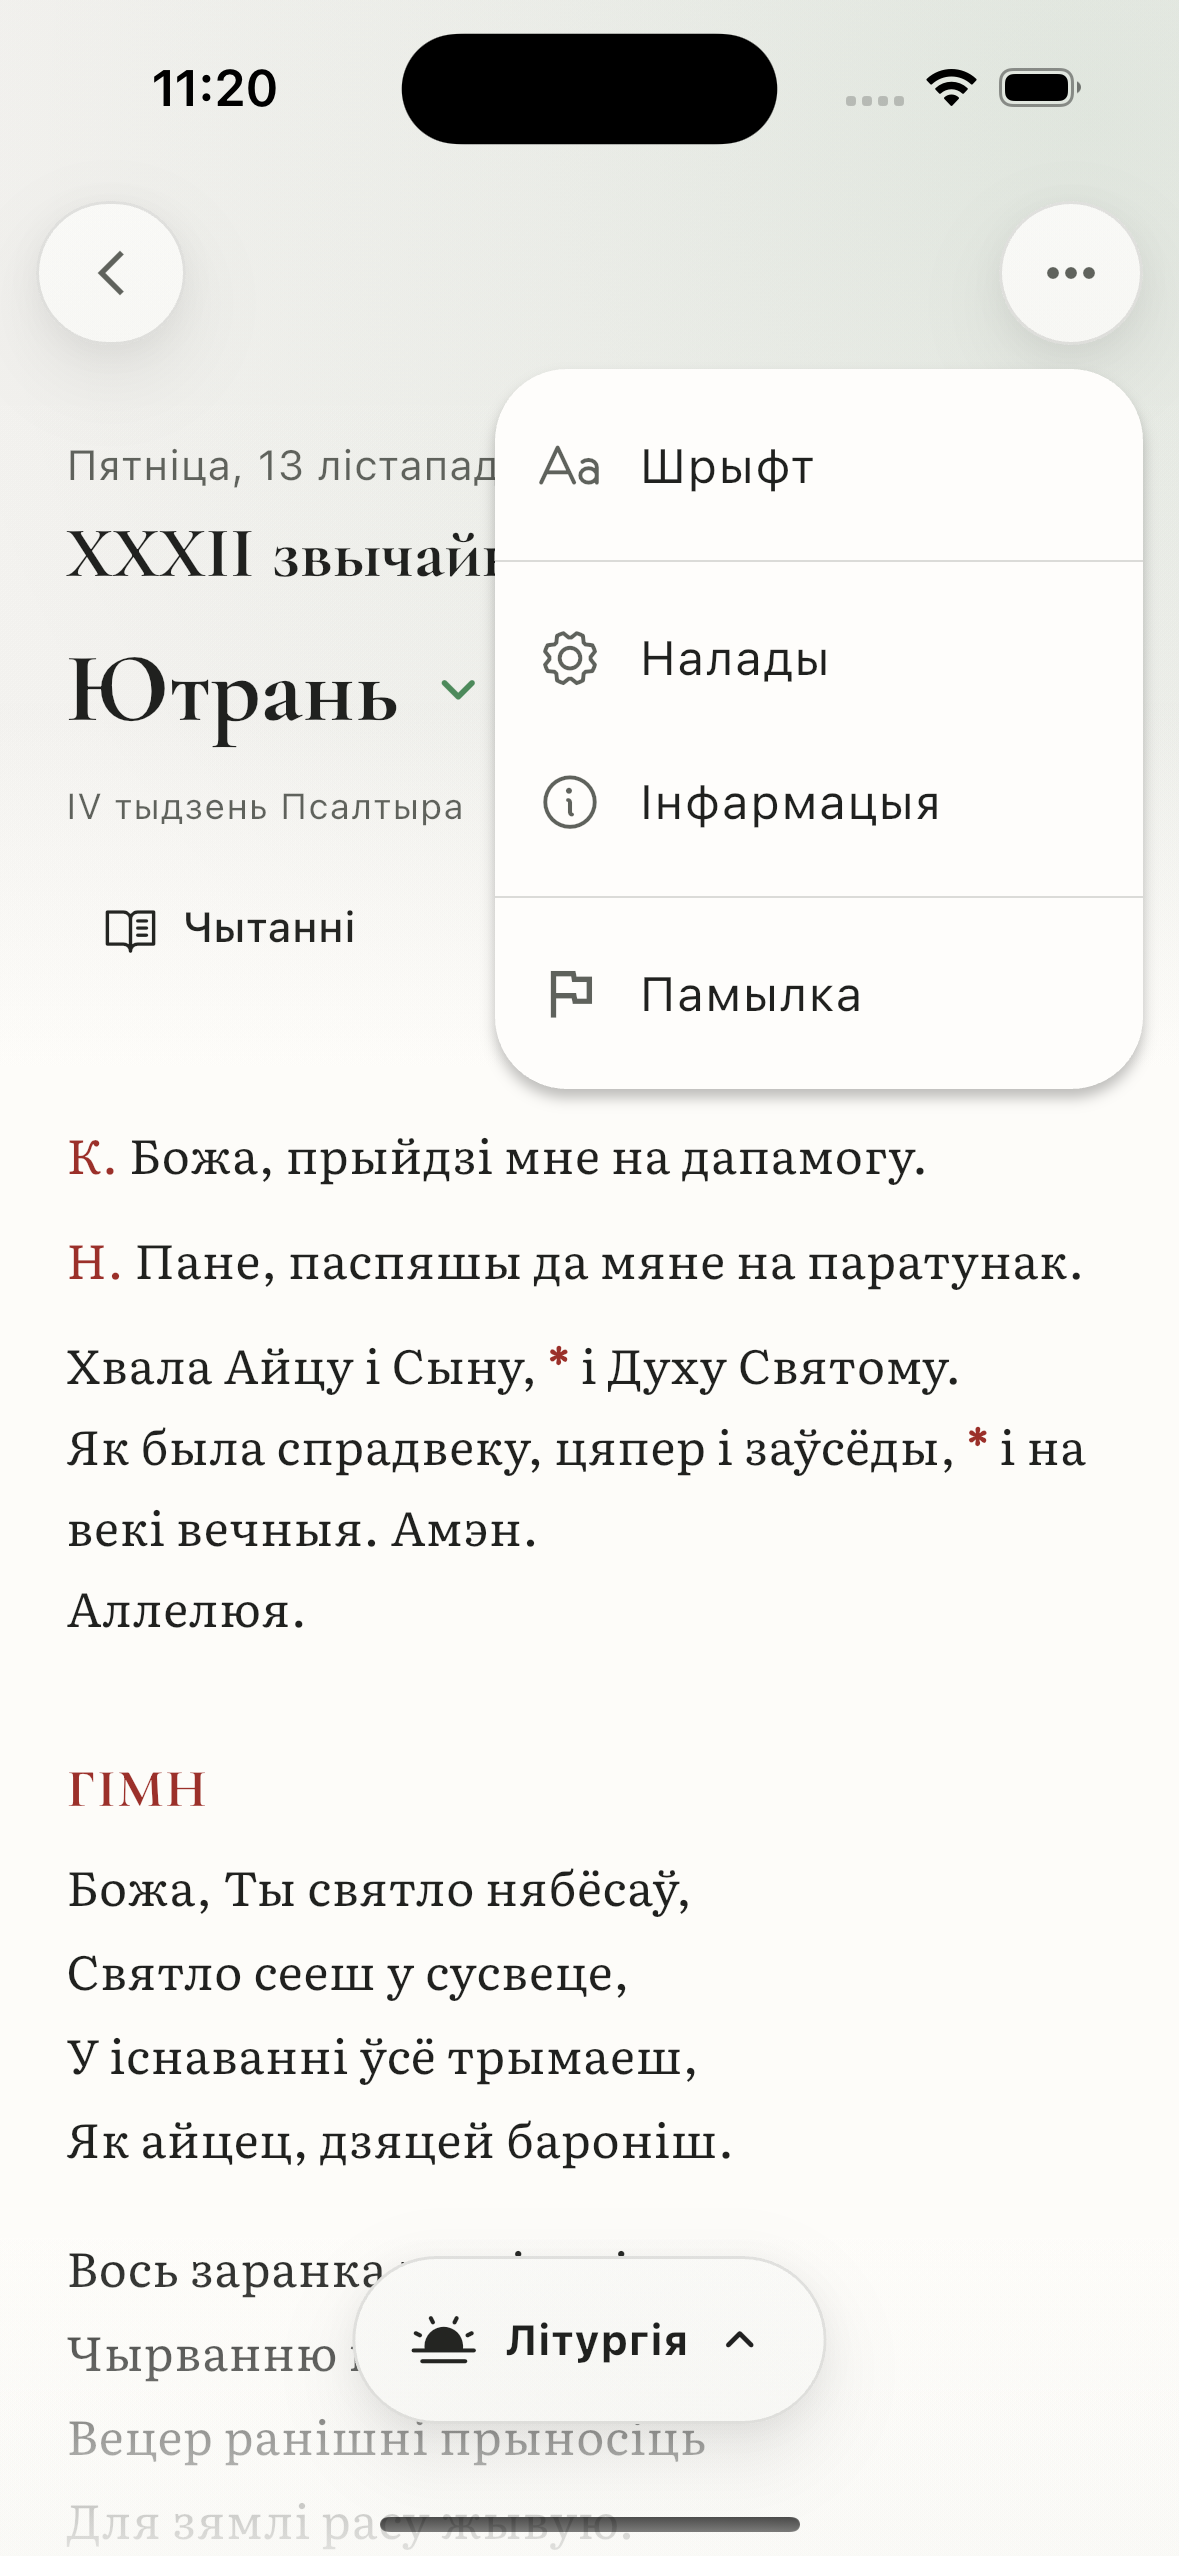 11:20
Пятніца, 13 лістапад
XXXII
Ютрань
IV тыдзень Псалтыра
Чытанні
Шрыфт
Налады
Інфармацыя
Памылка
К. Божа, прыйдзі мне на дапамогу.
Н. Пане, паспяшы да мяне на паратунак.
Хвала Айцу і Сыну, * і Духу Святому.
Як была спрадвеку, цяпер і заўсёды, * і на
векі вечныя. Амэн.
Аллелюя.
ГІМН
Божа, Ты святло нябёсаў,
Святло сееш у сусвеце,
У існаванні ўсё трымаеш,
Як айцец, дзяцей бароніш.
Вось заранка
Чырванню
Літургія
Вецер ранішні прыносіць
Для зямлі расу жывую.